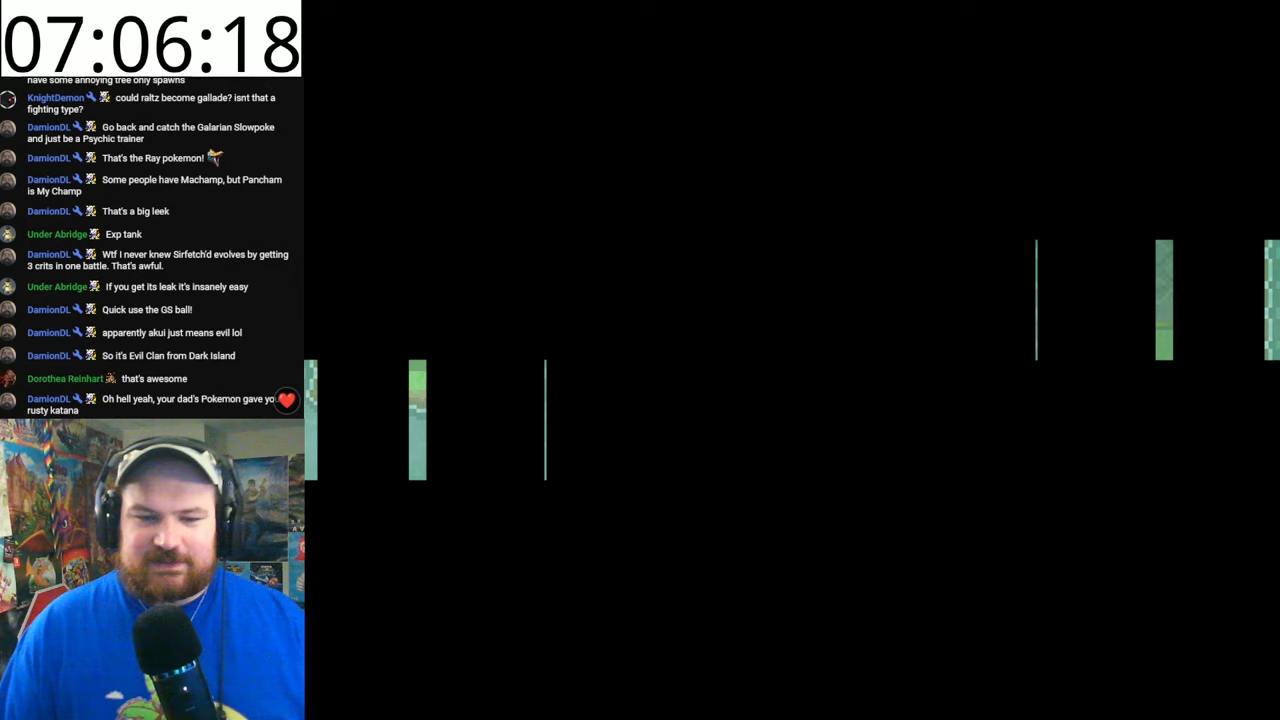 07:06:18
have some annoying tree only spawns
KnightDemon could raltz become gallade? isnt that a
fighting type?
DamionDL Go back and catch the Galarian Slowpoke
and just be a Psychic trainer
DamionDL That's the Ray pokemon!
DamionDL Some people have Machamp, but Pancham
is My Champ
DamionDL That's a big leek
Under Abridge Exp tank
DamionDL Wtf I never knew Sirfetch'd evolves by getting
3 crits in one battle. That's awful.
Under Abridge If you get its leak it's insanely easy
DamionDL Quick use the GS ball!
DamionDL apparently akui just means evil lol
DamionDL So it's Evil Clan from Dark Island
Dorothea Reinhart that's awesome
DamionDL Oh hell yeah, your dad's Pokemon gave
rusty katana